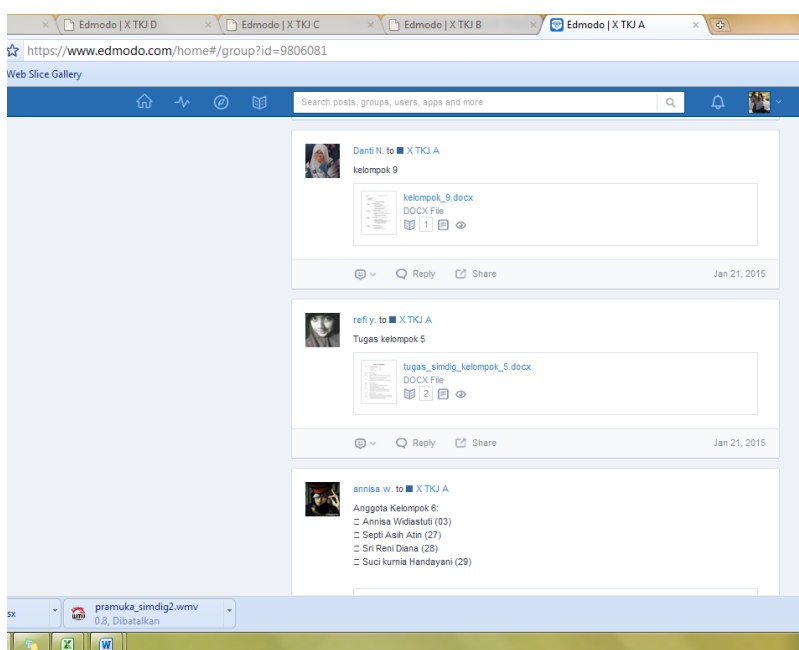 Edmodo | X TKJ D
Edmodo | X TKJ C
Edmodo | X TKJ B
Edmodo | X TKJ A
https://www.edmodo.com/home#/group?id=9806081
Web Slice Gallery
Search posts, groups, users, apps and more
Danti N. to X TKJ A
kelompok 9
kelompok_9.docx
DOCX File
1
Reply Share Jan 21, 2015
refi y. to X TKJ A
Tugas kelompok 5
tugas_simdig_kelompok_5.docx
DOCX File
2
Reply Share Jan 21, 2015
annisa w. to X TKJ A
Anggota Kelompok 6:
□ Annisa Widiastuti (03)
□ Septi Asih Atin (27)
□ Sri Reni Diana (28)
□ Suci kurnia Handayani (29)
sx
pramuka_simdig2.wmv
0.8, Dibatalkan